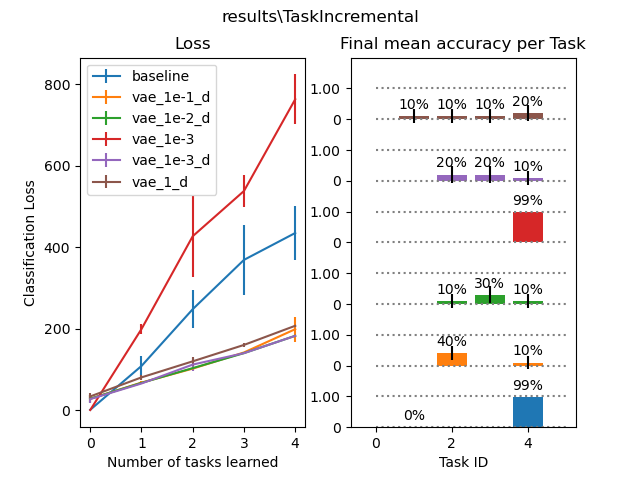 results\TaskIncremental
Loss
Final mean accuracy per Task
800
600
400
200
0
Classification Loss
baseline
vae_1e-1_d
vae_1e-2_d
vae_1e-3
vae_1e-3_d
vae_1_d
0 1 2 3 4
Number of tasks learned
1.00
10% 10% 10% 20%
0
1.00
20% 20% 10%
0
99%
1.00
0
1.00
10% 30% 10%
0
1.00
40% 10%
0
99%
1.00
0%
0
0 2 4
Task ID